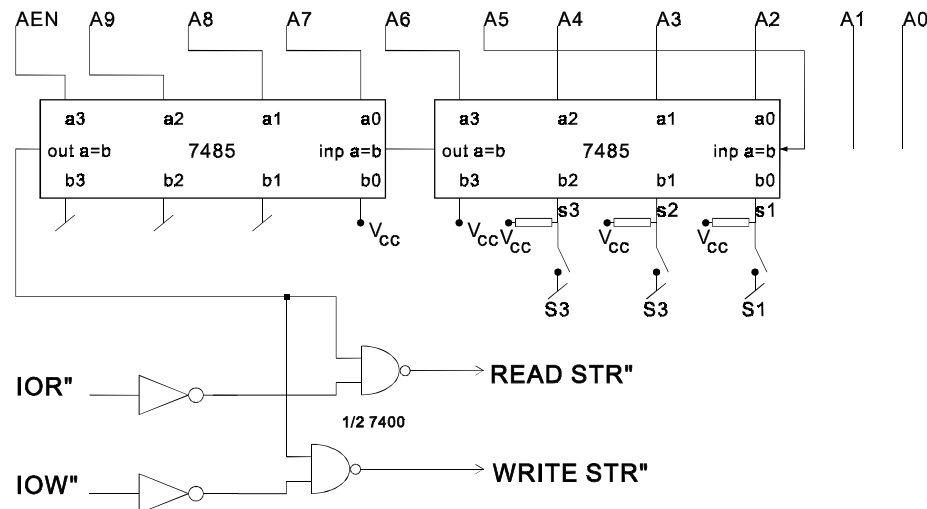 AEN A9 A8 A7 A6 A5 A4 A3 A2 A1 A0
a3 a2 a1 a0 a3 a2 a1 a0
out a=b 7485 inp a=b out a=b 7485 inp a=b
b3 b2 b1 b0 b3 b2 b1 b0
s3 s2 s1
VCC VCC VCC VCC VCC
S3 S3 S1
IOR" READ STR"
1/2 7400
IOW" WRITE STR"